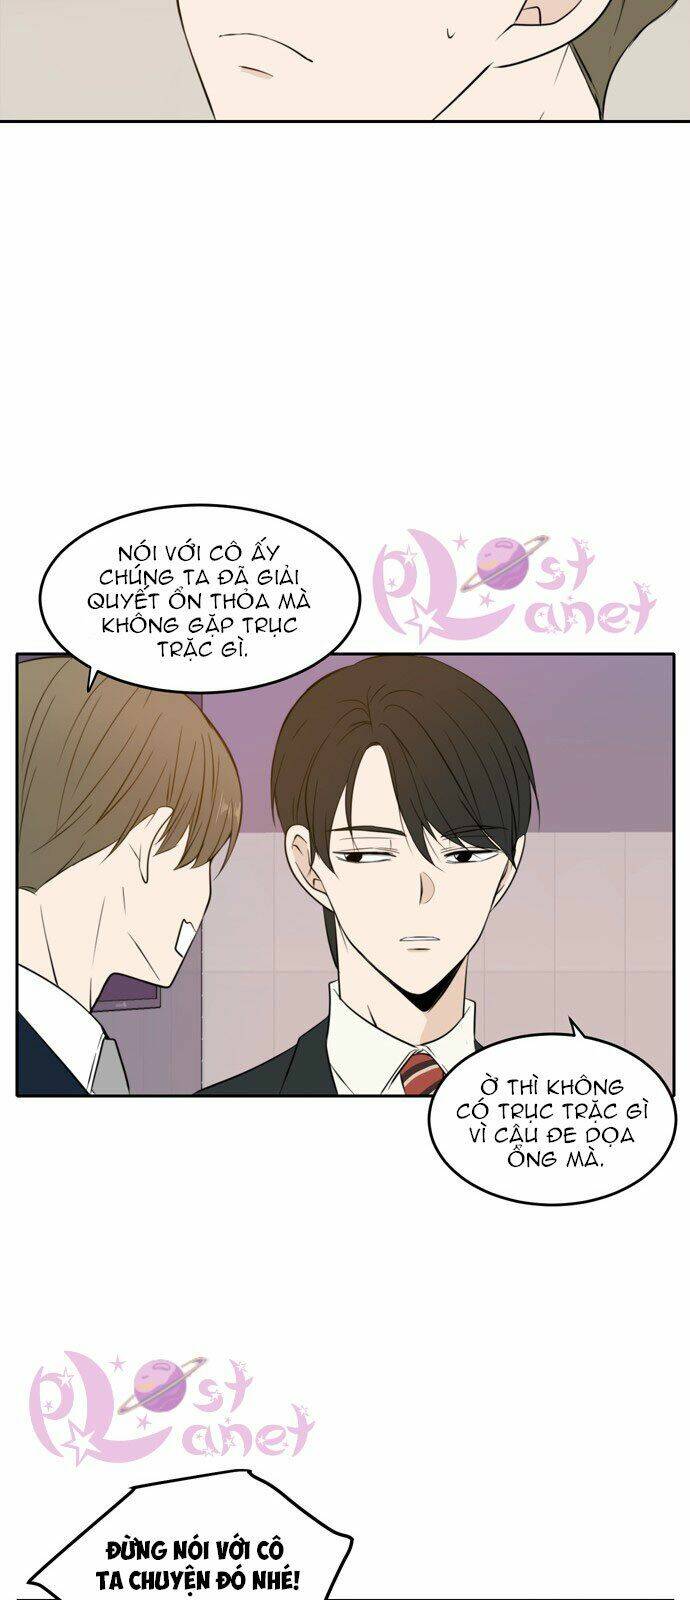 NÓI VỚI CÔ ẤY
CHÚNG TA ĐÃ GIẢI
QUYẾT ỔN THỎA MÀ
KHÔNG GẶP TRỤC
TRẶC GÌ.
Lost
Planet
Ờ THÌ KHÔNG
CÓ TRỤC TRẶC GÌ
VÌ CẬU ĐE DỌA
ỔNG MÀ.
Lost
Planet
ĐỪNG NÓI VỚI CÔ
TA CHUYỆN ĐÓ NHÉ!